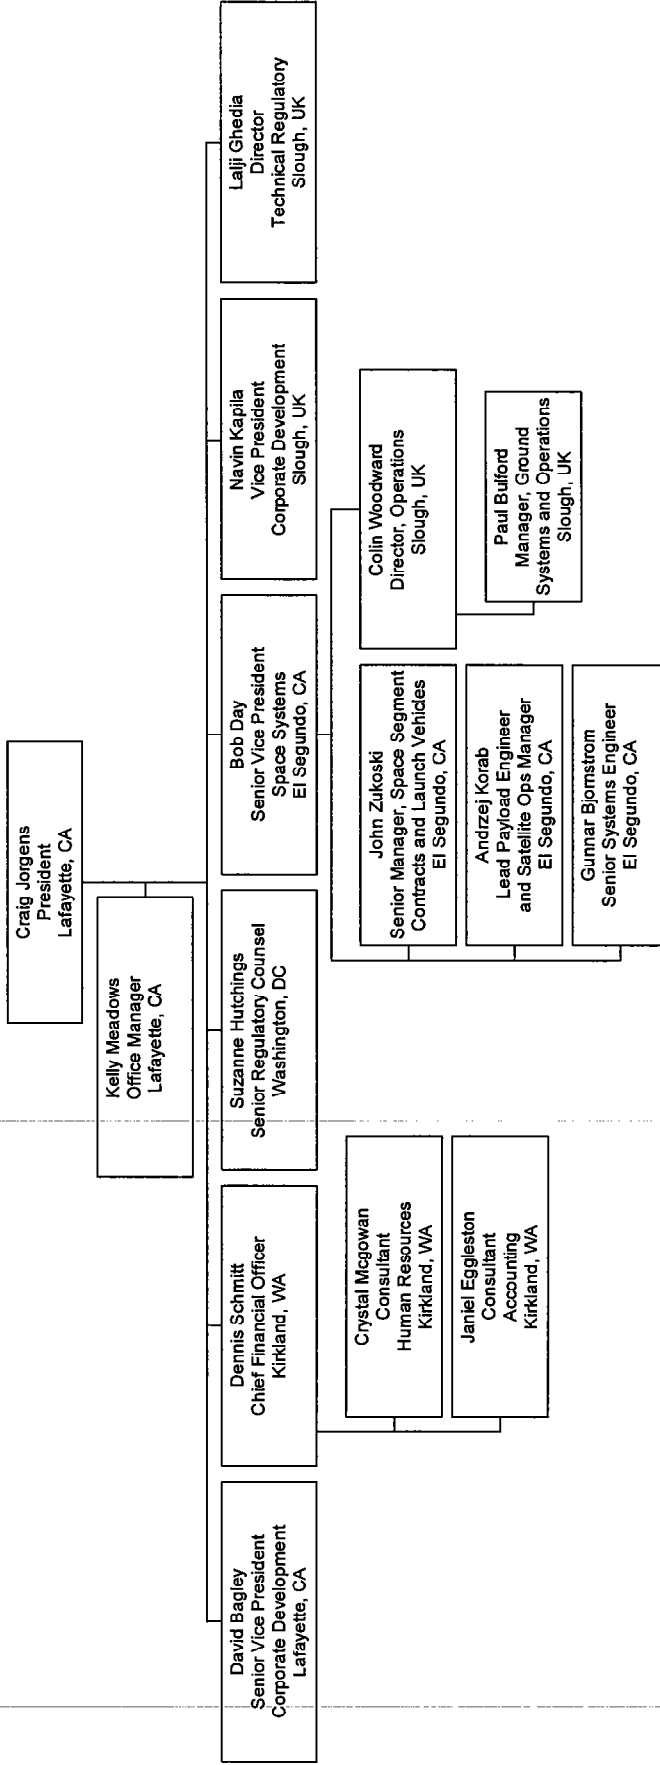 Craig Jorgens
President
Lafayette, CA
Kelly Meadows
Office Manager
Lafayette, CA
David Bagley
Senior Vice President
Corporate Development
Lafayette, CA
Dennis Schmitt
Chief Financial Officer
Kirkland, WA
Suzanne Hutchings
Senior Regulatory Counsel
Washington, DC
Bob Day
Senior Vice President
Space Systems
El Segundo, CA
Navin Kapila
Vice President
Corporate Development
Slough, UK
Lalji Ghedia
Director
Technical Regulatory
Slough, UK
Crystal Mcgowan
Consultant
Human Resources
Kirkland, WA
Janiel Eggleston
Consultant
Accounting
Kirkland, WA
John Zukoski
Senior Manager, Space Segment
Contracts and Launch Vehicles
El Segundo, CA
Andrzej Korab
Lead Payload Engineer
and Satellite Ops Manager
El Segundo, CA
Gunnar Bjornstrom
Senior Systems Engineer
El Segundo, CA
Colin Woodward
Director, Operations
Slough, UK
Paul Bulford
Manager, Ground
Systems and Operations
Slough, UK